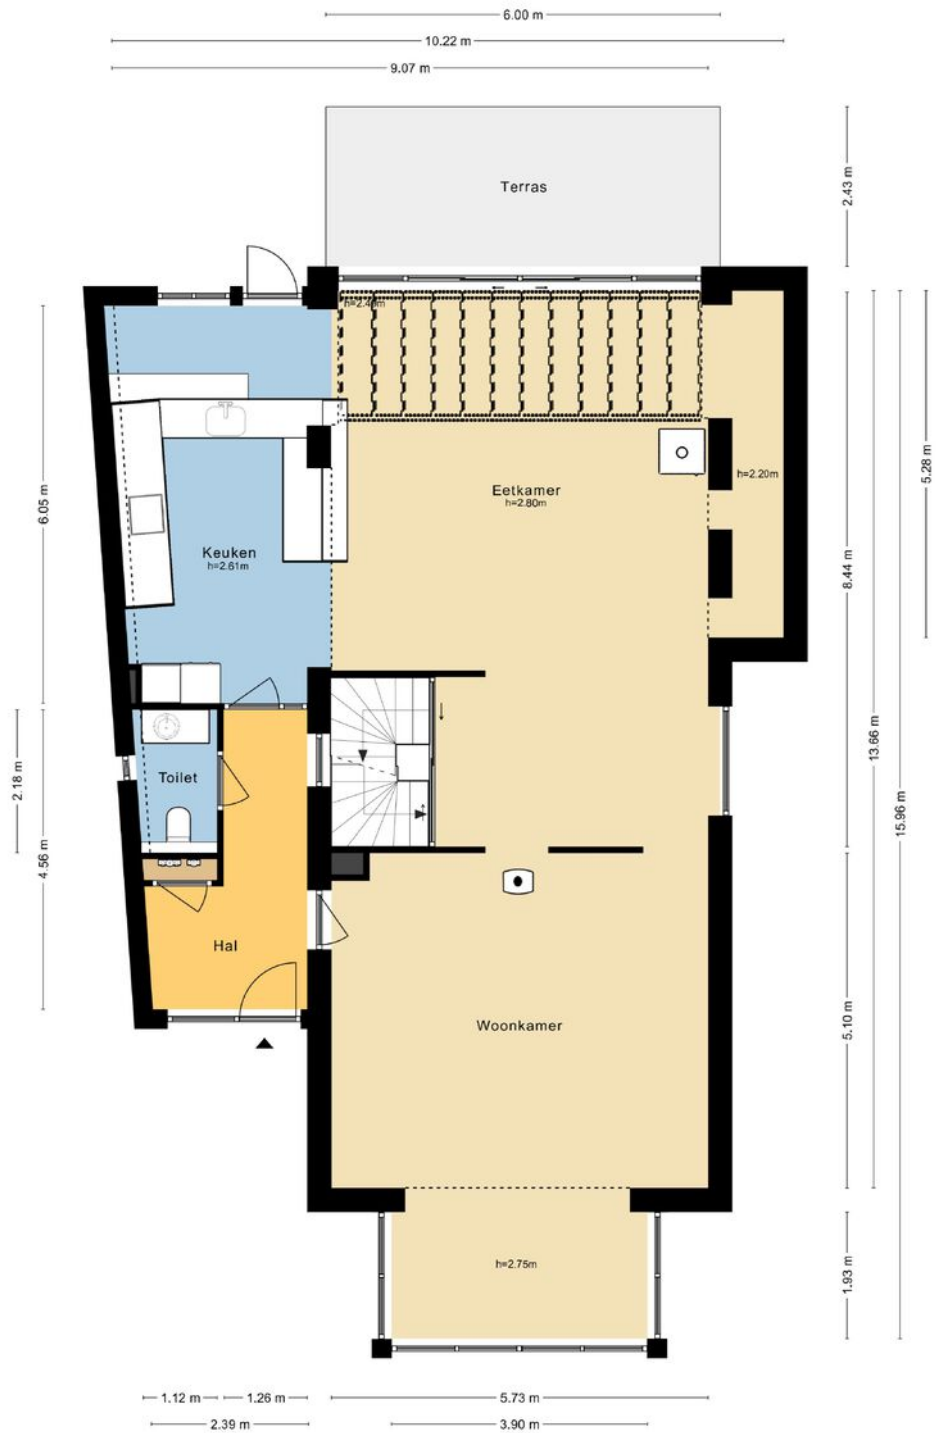 6.00 m
10.22 m
9.07 m
Terras
2.43 m
h=2.40m
6.05 m
Keuken
h=2.61m
Eetkamer
h=2.80m
h=2.20m
5.28 m
8.44 m
13.66 m
15.96 m
2.18 m
4.56 m
Toilet
Hal
Woonkamer
5.10 m
h=2.75m
1.93 m
1.12 m
1.26 m
5.73 m
2.39 m
3.90 m